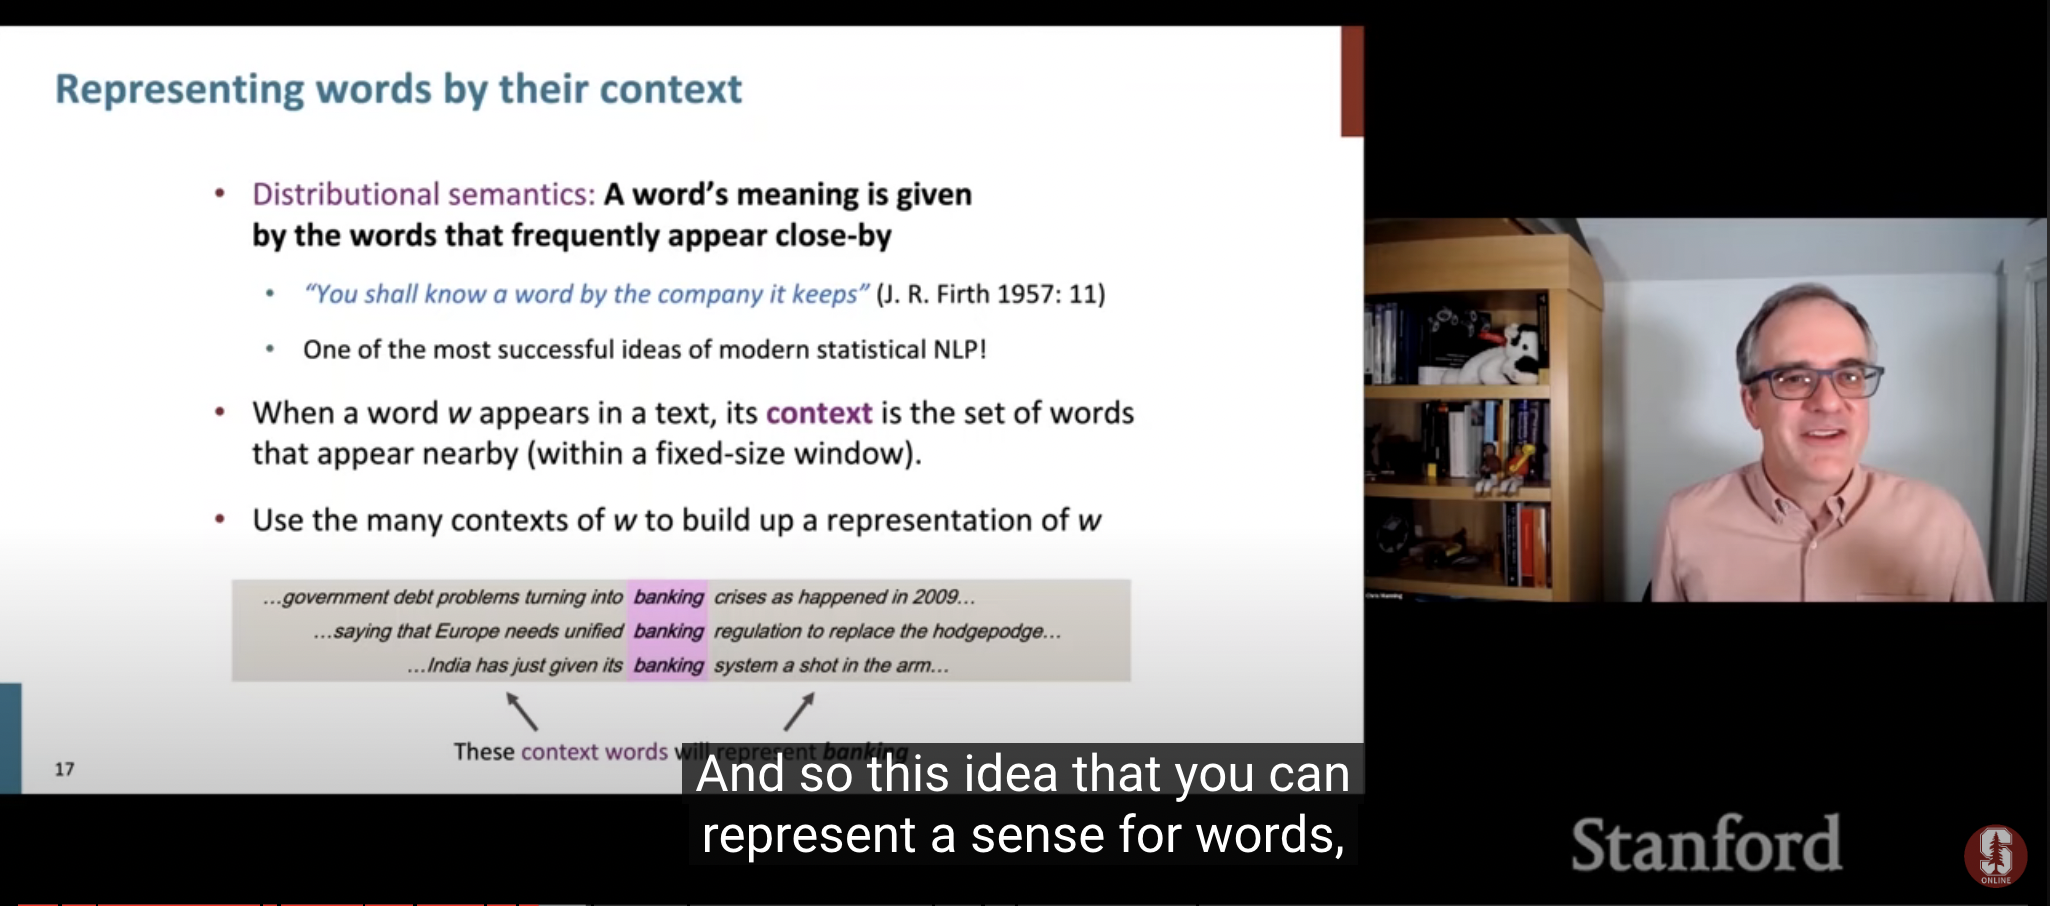 Representing words by their context
• Distributional semantics: A word’s meaning is given
by the words that frequently appear close-by
• “You shall know a word by the company it keeps” (J. R. Firth 1957: 11)
• One of the most successful ideas of modern statistical NLP!
• When a word w appears in a text, its context is the set of words
that appear nearby (within a fixed-size window).
• Use the many contexts of w to build up a representation of w
…government debt problems turning into banking crises as happened in 2009…
…saying that Europe needs unified banking regulation to replace the hodgepodge…
…India has just given its banking system a shot in the arm…
These context words will represent banking
17
And so this idea that you can
represent a sense for words,
Chris Manning
Stanford
S
ONLINE